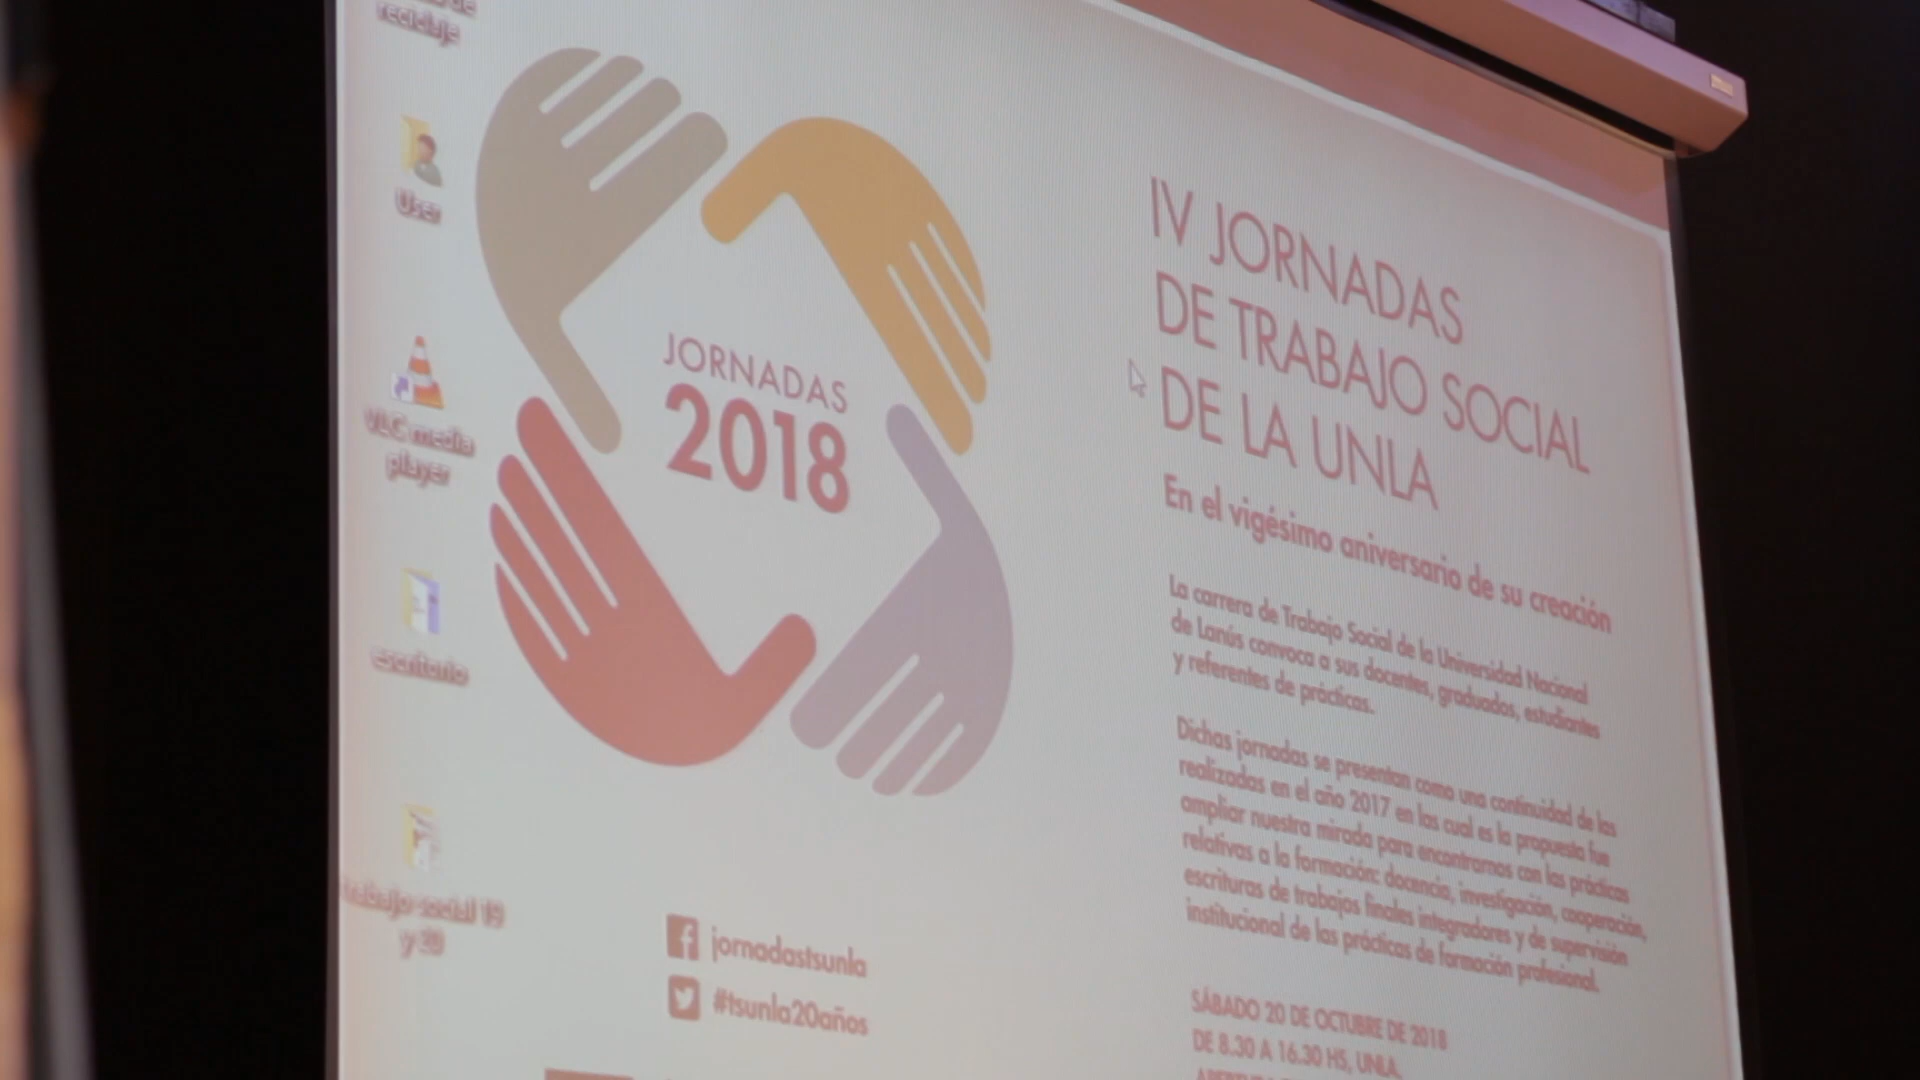 reciclaje
User
VLC media
player
escritorio
trabajo social 19
y 20
JORNADAS
2018
jornadastsunla
#tsunla20años
IV JORNADAS
DE TRABAJO SOCIAL
DE LA UNLA
En el vigésimo aniversario de su creación
La carrera de Trabajo Social de la Universidad Nacional
de Lanús convoca a sus docentes, graduados, estudiantes
y referentes de prácticas.
Dichas jornadas se presentan como una continuidad de las
realizadas en el año 2017 en las cual es la propuesta fue
ampliar nuestra mirada para encontrarnos con las prácticas
relativas a la formación: docencia, investigación, cooperación,
escrituras de trabajos finales integradores y de supervisión
institucional de las prácticas de formación profesional.
SÁBADO 20 DE OCTUBRE DE 2018
DE 8.30 A 16.30 HS, UNLA.